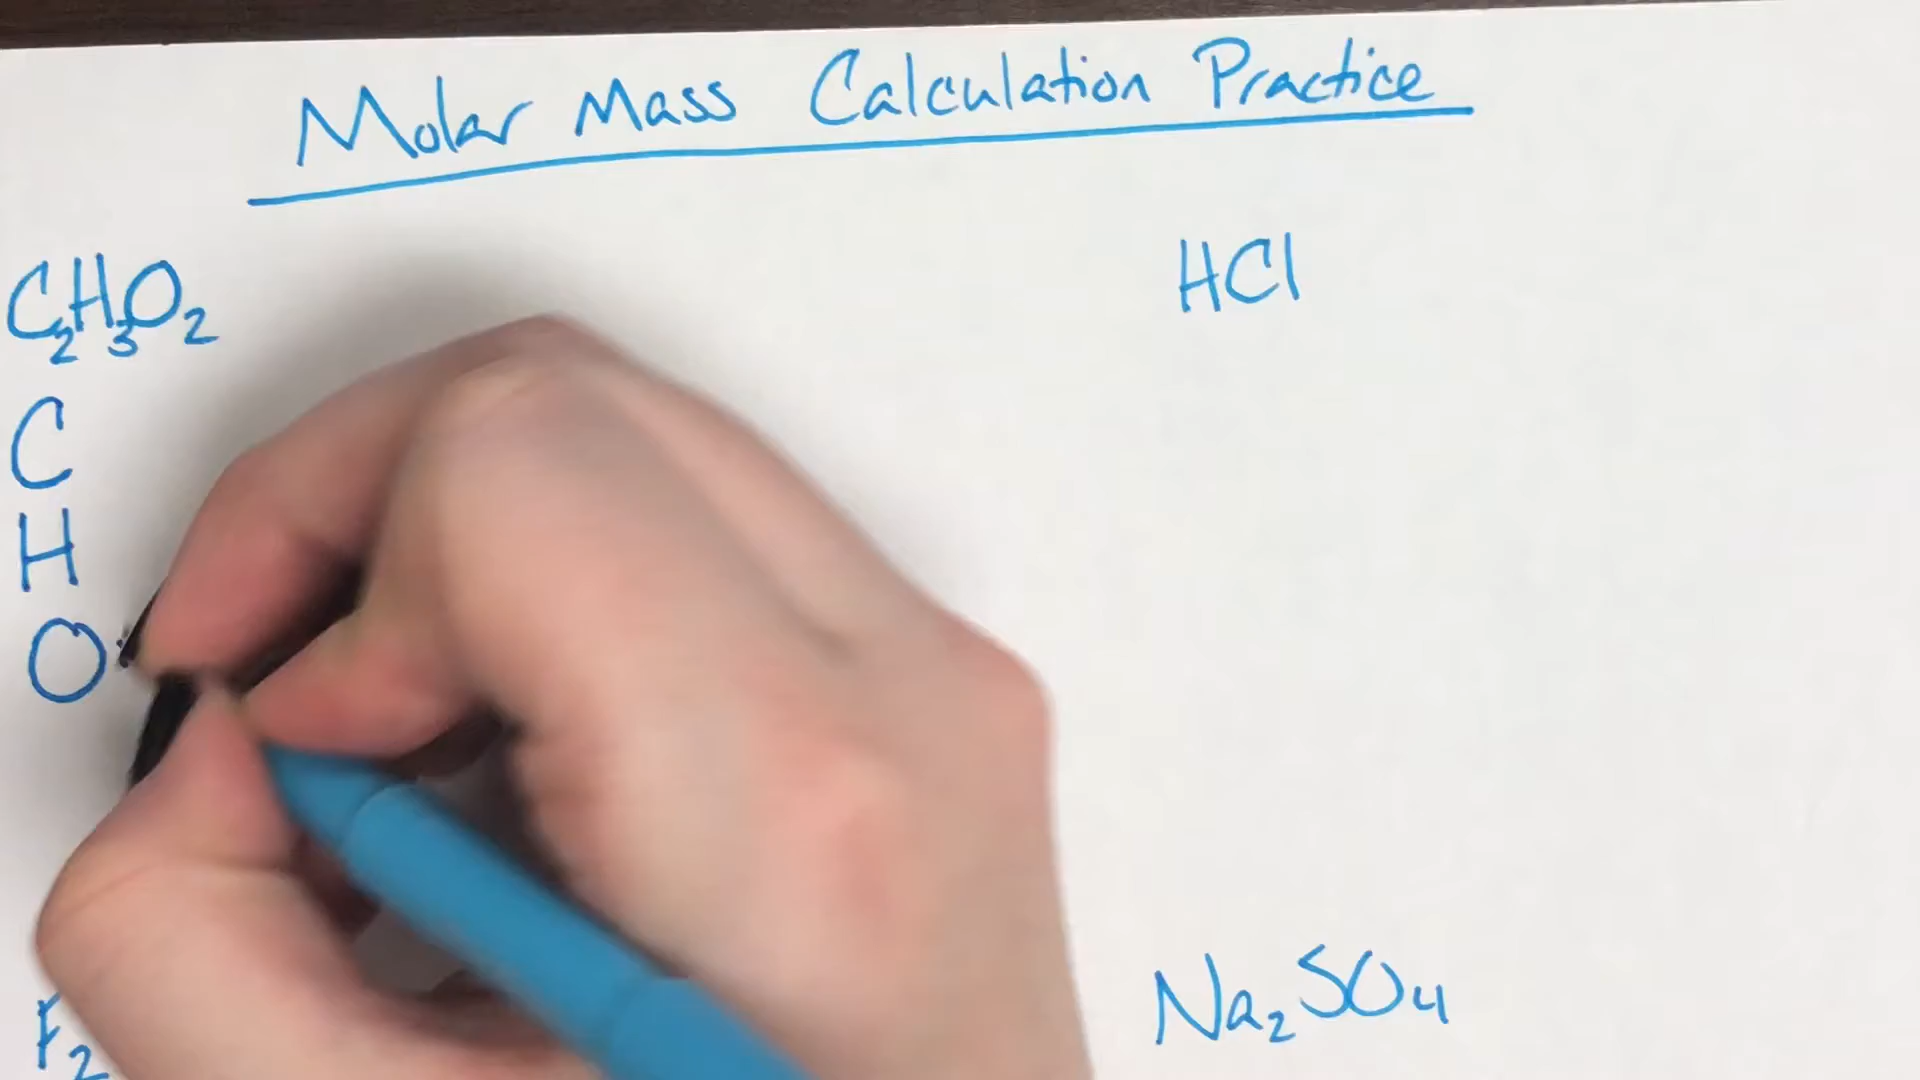 Molar Mass Calculation Practice
C₂H₃O₂
HCl
C
H
O
F₂
Na₂SO₄